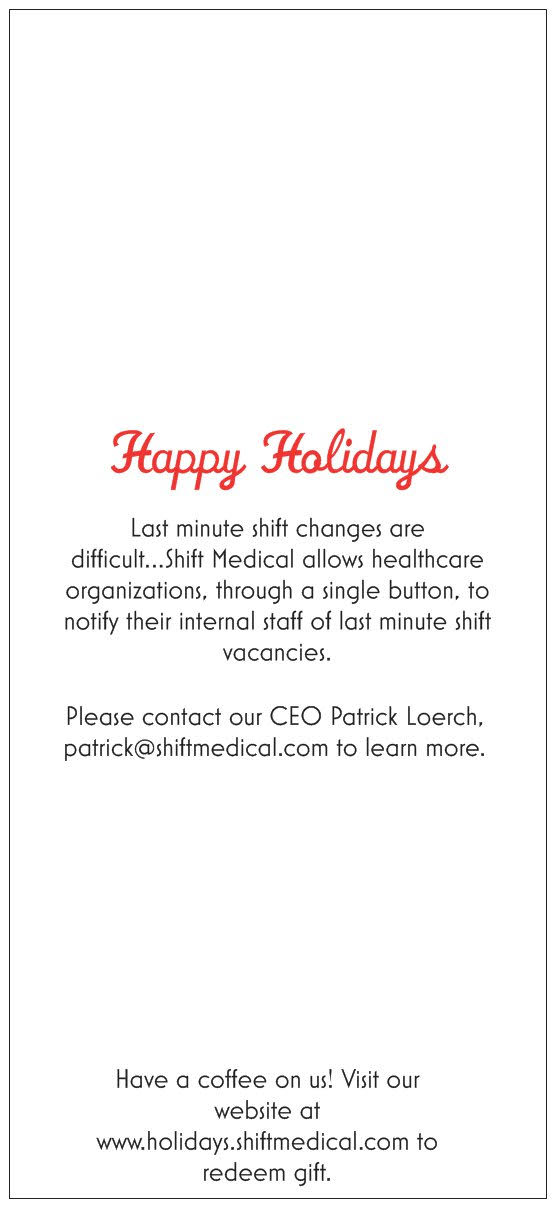 Happy Holidays
Last minute shift changes are
difficult...Shift Medical allows healthcare
organizations, through a single button, to
notify their internal staff of last minute shift
vacancies.
Please contact our CEO Patrick Loerch,
patrick@shiftmedical.com to learn more.
Have a coffee on us! Visit our
website at
www.holidays.shiftmedical.com to
redeem gift.